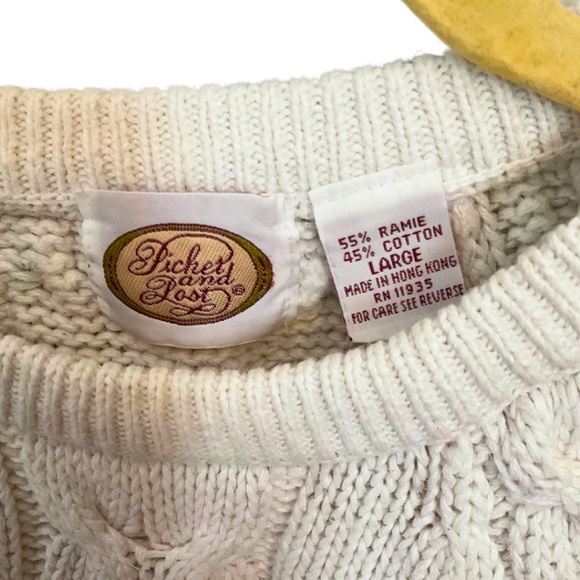 Picket
and
Post®
55% RAMIE
45% COTTON
LARGE
MADE IN HONG KONG
RN 11935
FOR CARE SEE REVERSE